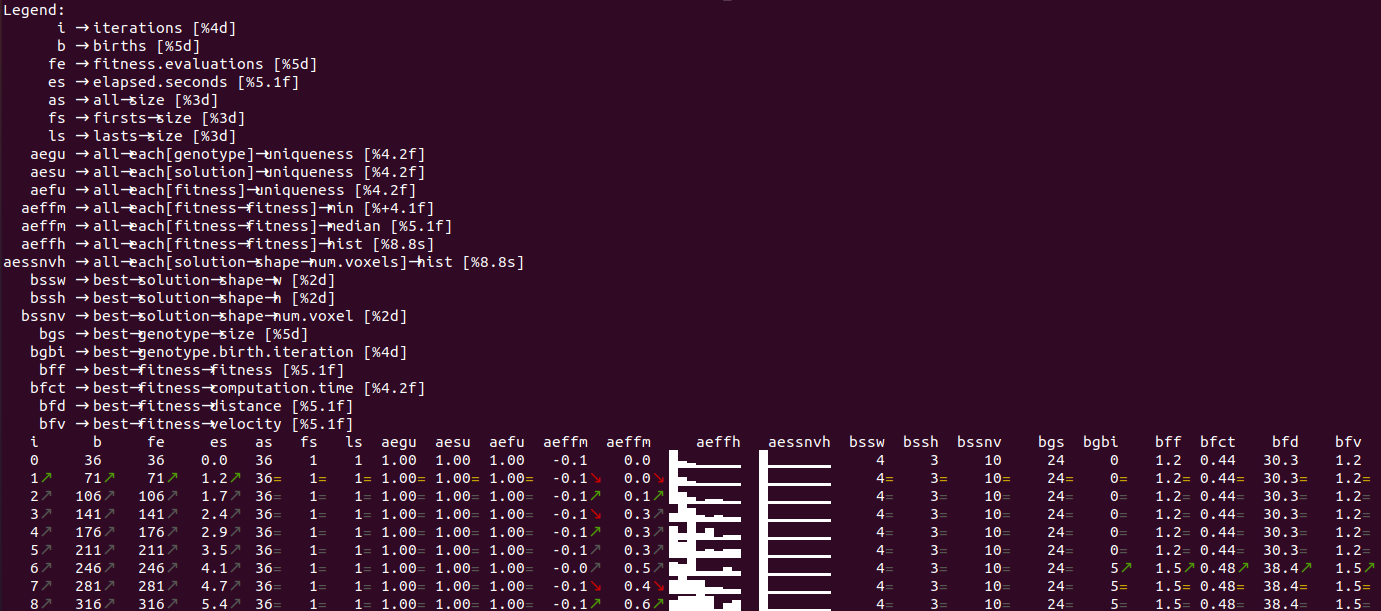 Legend:
i → iterations [%4d]
b → births [%5d]
fe → fitness.evaluations [%5d]
es → elapsed.seconds [%5.1f]
as → all→size [%3d]
fs → firsts→size [%3d]
ls → lasts→size [%3d]
aegu → all→each[genotype]→uniqueness [%4.2f]
aesu → all→each[solution]→uniqueness [%4.2f]
aefu → all→each[fitness]→uniqueness [%4.2f]
aeffm → all→each[fitness→fitness]→min [%+4.1f]
aeffm → all→each[fitness→fitness]→median [%5.1f]
aeffh → all→each[fitness→fitness]→hist [%8.8s]
aessnvh → all→each[solution→shape→num.voxels]→hist [%8.8s]
bssw → best→solution→shape→w [%2d]
bssh → best→solution→shape→h [%2d]
bssnv → best→solution→shape→num.voxel [%2d]
bgs → best→genotype→size [%5d]
bgbi → best→genotype.birth.iteration [%4d]
bff → best→fitness→fitness [%5.1f]
bfct → best→fitness→computation.time [%4.2f]
bfd → best→fitness→distance [%5.1f]
bfv → best→fitness→velocity [%5.1f]
i b fe es as fs ls aegu aesu aefu aeffm aeffm aeffh aessnvh bssw bssh bssnv bgs bgbi bff bfct bfd bfv
0 36 36 0.0 36 1 1 1.00 1.00 1.00 -0.1 0.0 4 3 10 24 0 1.2 0.44 30.3 1.2
1↗ 71↗ 71↗ 1.2↗ 36= 1= 1= 1.00= 1.00= 1.00= -0.1↘ 0.0↘ 4= 3= 10= 24= 0= 1.2= 0.44= 30.3= 1.2=
2↗ 106↗ 106↗ 1.7↗ 36= 1= 1= 1.00= 1.00= 1.00= -0.1↗ 0.1↗ 4= 3= 10= 24= 0= 1.2= 0.44= 30.3= 1.2=
3↗ 141↗ 141↗ 2.4↗ 36= 1= 1= 1.00= 1.00= 1.00= -0.1↘ 0.3↗ 4= 3= 10= 24= 0= 1.2= 0.44= 30.3= 1.2=
4↗ 176↗ 176↗ 2.9↗ 36= 1= 1= 1.00= 1.00= 1.00= -0.1↗ 0.3↗ 4= 3= 10= 24= 0= 1.2= 0.44= 30.3= 1.2=
5↗ 211↗ 211↗ 3.5↗ 36= 1= 1= 1.00= 1.00= 1.00= -0.1↗ 0.3↗ 4= 3= 10= 24= 0= 1.2= 0.44= 30.3= 1.2=
6↗ 246↗ 246↗ 4.1↗ 36= 1= 1= 1.00= 1.00= 1.00= -0.0↗ 0.5↗ 4= 3= 10= 24= 5↗ 1.5↗ 0.48↗ 38.4↗ 1.5↗
7↗ 281↗ 281↗ 4.7↗ 36= 1= 1= 1.00= 1.00= 1.00= -0.1↘ 0.4↘ 4= 3= 10= 24= 5= 1.5= 0.48= 38.4= 1.5=
8↗ 316↗ 316↗ 5.4↗ 36= 1= 1= 1.00= 1.00= 1.00= -0.1↗ 0.6↗ 4= 3= 10= 24= 5= 1.5= 0.48= 38.4= 1.5=